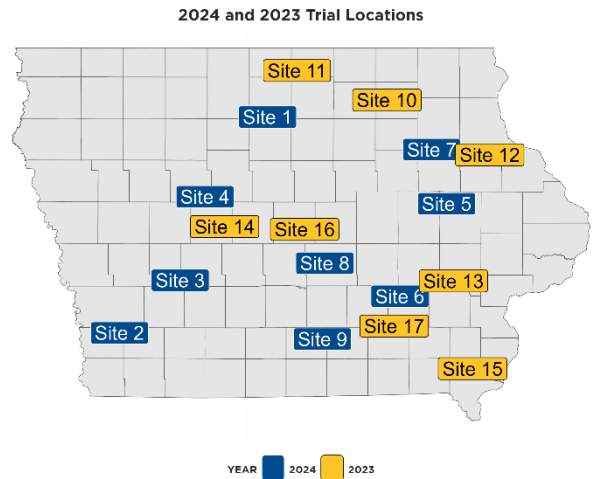 2024 and 2023 Trial Locations
Site 11
Site 10
Site 1
Site 7
Site 12
Site 4
Site 5
Site 14
Site 16
Site 8
Site 3
Site 13
Site 6
Site 17
Site 2
Site 9
Site 15
YEAR 2024 2023